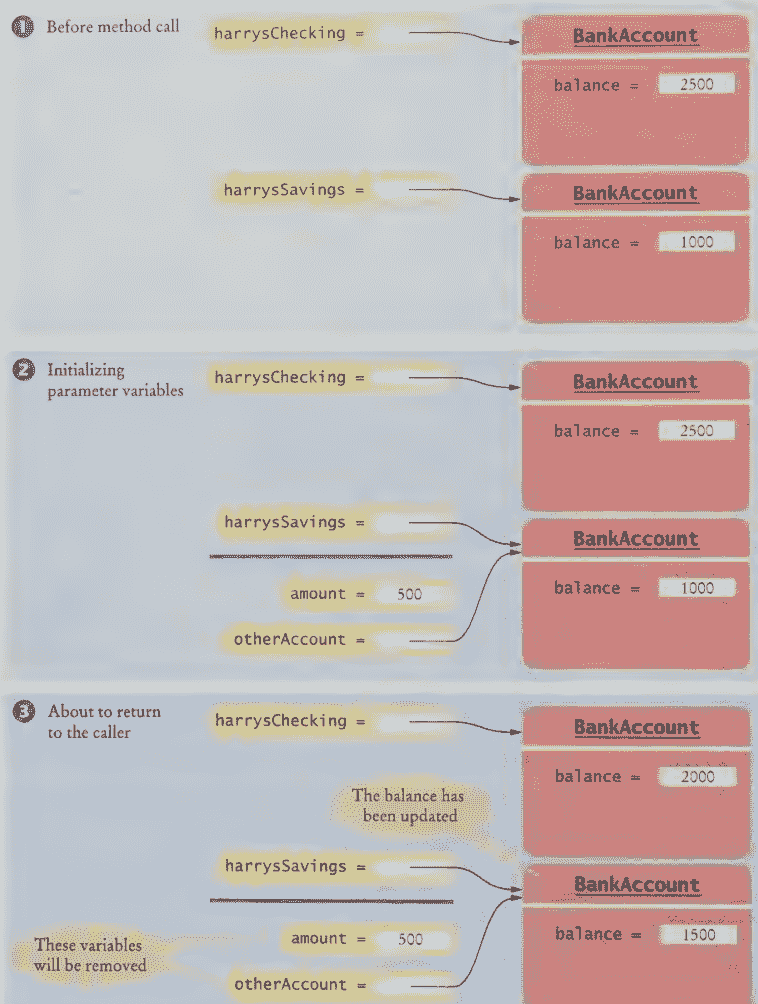 1 Before method call
harrysChecking =
BankAccount
balance = 2500
harrysSavings =
BankAccount
balance = 1000
2 Initializing
parameter variables
harrysChecking =
BankAccount
balance = 2500
harrysSavings =
BankAccount
amount = 500
balance = 1000
otherAccount =
3 About to return
to the caller
harrysChecking =
BankAccount
balance = 2000
The balance has
been updated
harrysSavings =
BankAccount
These variables
will be removed
amount = 500
balance = 1500
otherAccount =